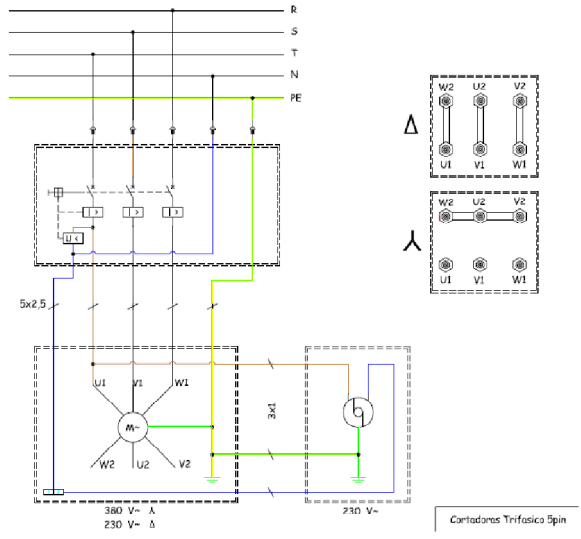 R
S
T
N
PE
W2 U2 V2
Δ
U1 V1 W1
W2 U2 V2
U1 V1 W1
I> I> I>
U<
5x2,5
U1 V1 W1
M~
W2 U2 V2
3x1
380 V~ ⅄
230 V~ Δ
230 V~
Cortadoras Trifasico 5pin